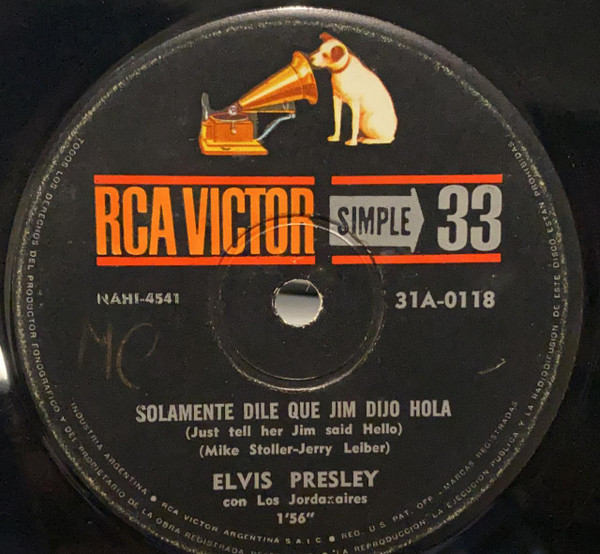 RCA VICTOR SIMPLE 33
NAHI-4541 31A-0118
MC
SOLAMENTE DILE QUE JIM DIJO HOLA
(Just tell her Jim said Hello)
(Mike Stoller-Jerry Leiber)
ELVIS PRESLEY
con Los Jordanaires
1'56"
TODOS LOS DERECHOS DEL PRODUCTOR FONOGRAFICO Y DEL PROPIETARIO DE LA OBRA REGISTRADA
LA REPRODUCCION, LA EJECUCION PUBLICA Y LA RADIODIFUSION DE ESTE DISCO ESTAN PROHIBIDAS
INDUSTRIA ARGENTINA • RCA VICTOR ARGENTINA S.A.I.C. • REG. U.S. PAT. OFF. - MARCAS REGISTRADAS